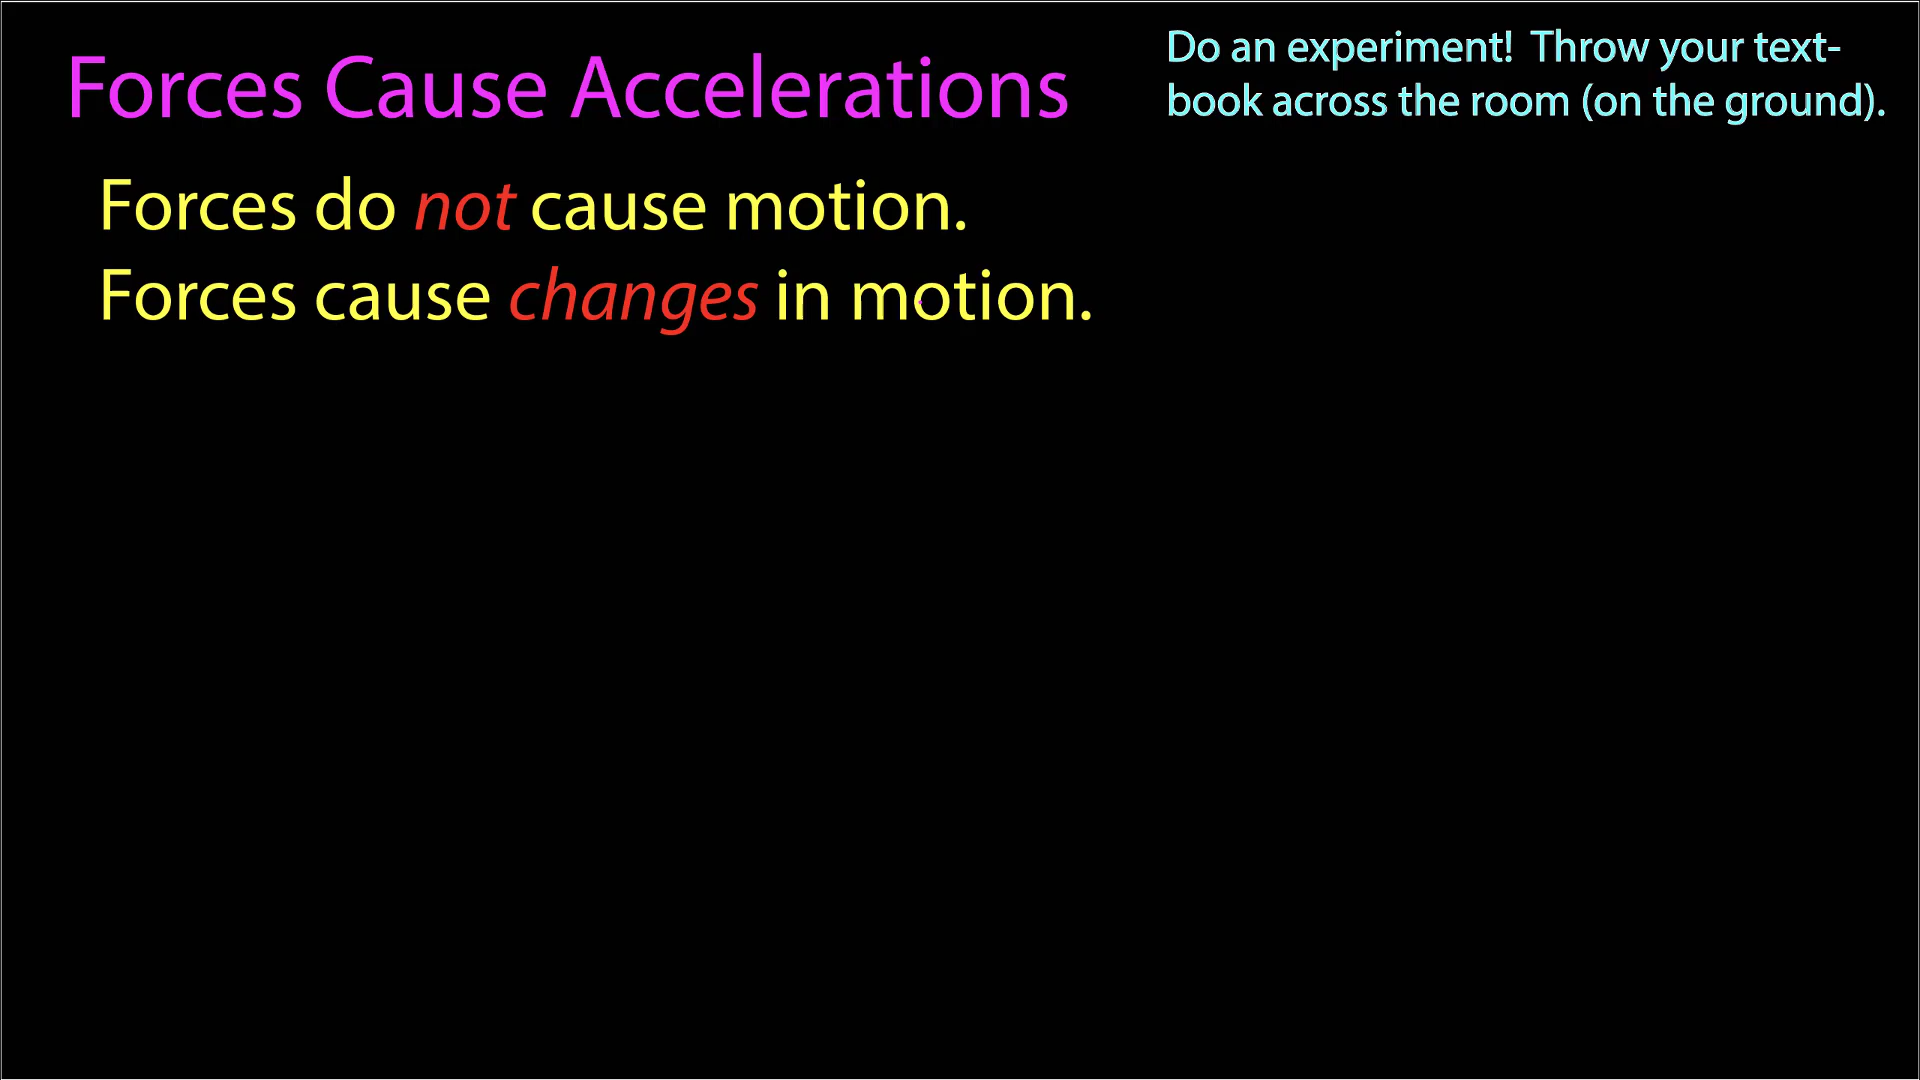 Forces Cause Accelerations
Do an experiment!  Throw your text-
book across the room (on the ground).
Forces do not cause motion.
Forces cause changes in motion.